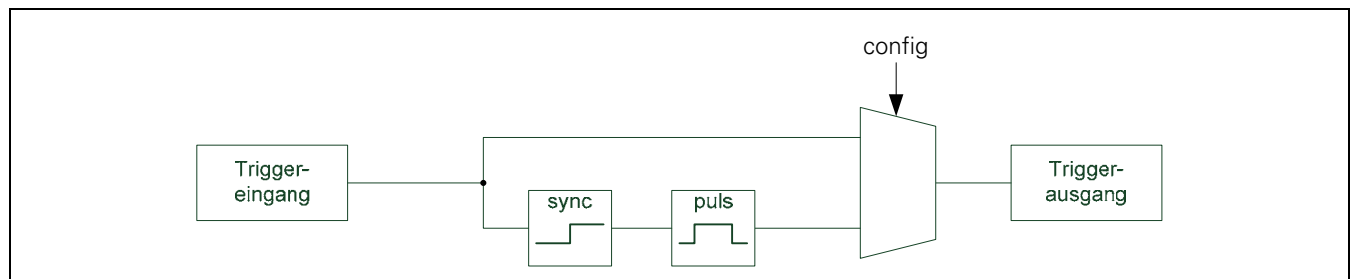 config
Trigger-
eingang
sync
puls
Trigger-
ausgang